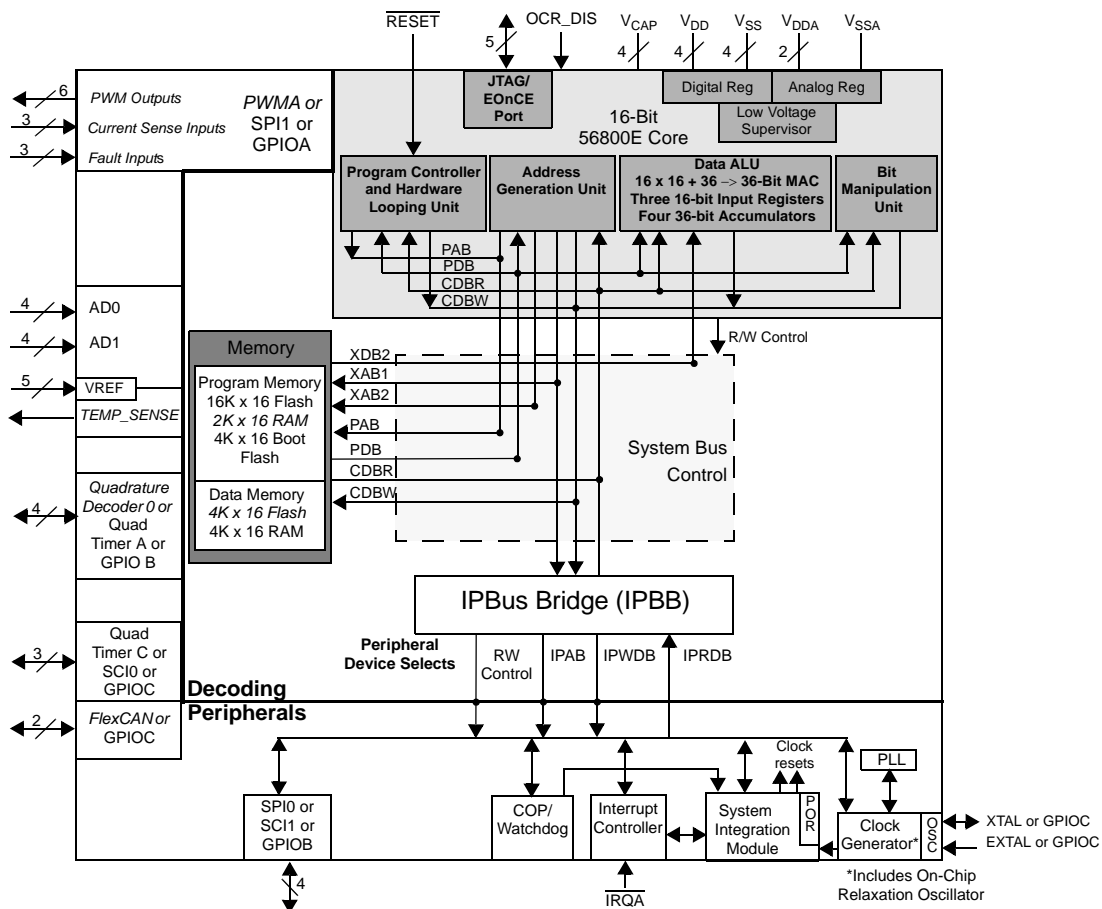 RESET
5
OCR_DIS
VCAP
4
VDD
4
VSS
4
VDDA
2
VSSA
6
PWM Outputs
3
Current Sense Inputs
3
Fault Inputs
PWMA or
SPI1 or
GPIOA
JTAG/
EOnCE
Port
Digital Reg
Analog Reg
Low Voltage
Supervisor
16-Bit
56800E Core
Program Controller
and Hardware
Looping Unit
Address
Generation Unit
Data ALU
16 x 16 + 36 -> 36-Bit MAC
Three 16-bit Input Registers
Four 36-bit Accumulators
Bit
Manipulation
Unit
PAB
PDB
CDBR
CDBW
4
AD0
4
AD1
5
VREF
TEMP_SENSE
R/W Control
Memory
Program Memory
16K x 16 Flash
2K x 16 RAM
4K x 16 Boot
Flash
Data Memory
4K x 16 Flash
4K x 16 RAM
XDB2
XAB1
XAB2
PAB
PDB
CDBR
CDBW
System Bus
Control
4
Quadrature
Decoder 0 or
Quad
Timer A or
GPIO B
IPBus Bridge (IPBB)
3
Quad
Timer C or
SCI0 or
GPIOC
Peripheral
Device Selects
RW
Control
IPAB
IPWDB
IPRDB
Decoding
Peripherals
2
FlexCAN or
GPIOC
Clock
resets
PLL
SPI0 or
SCI1 or
GPIOB
COP/
Watchdog
Interrupt
Controller
System
Integration
Module
POR
Clock
Generator*
OSC
XTAL or GPIOC
EXTAL or GPIOC
4
IRQA
*Includes On-Chip
Relaxation Oscillator